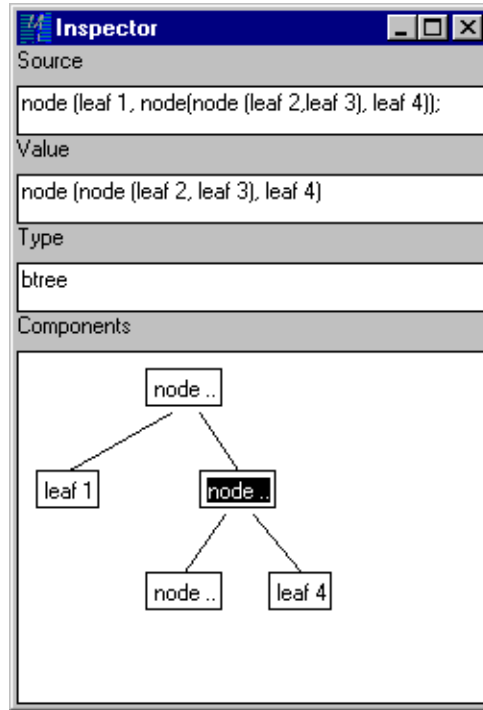 Inspector
Source
node (leaf 1, node(node (leaf 2,leaf 3), leaf 4));
Value
node (node (leaf 2, leaf 3), leaf 4)
Type
btree
Components
node ..
leaf 1
node ..
node ..
leaf 4